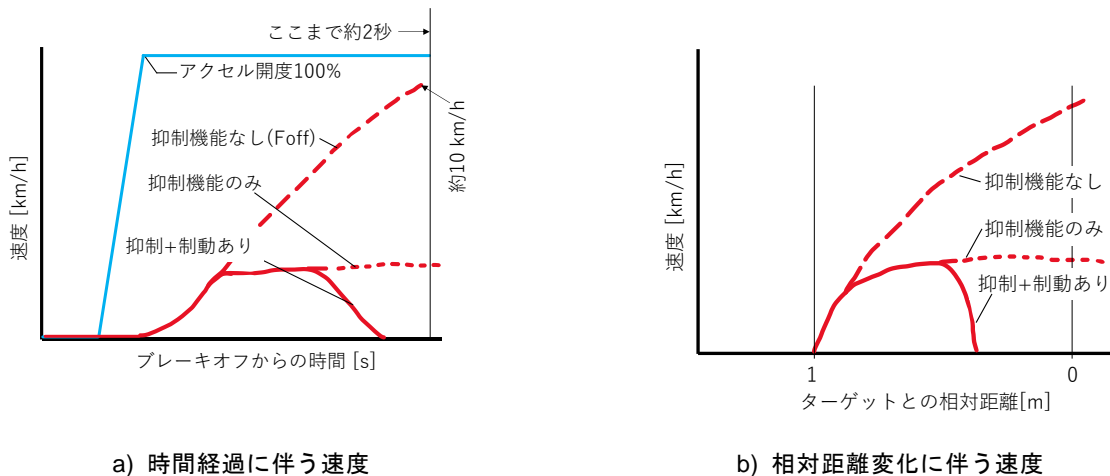 ここまで約2秒
アクセル開度100%
抑制機能なし(Foff)
抑制機能のみ
抑制+制動あり
約10 km/h
速度 [km/h]
ブレーキオフからの時間 [s]
a) 時間経過に伴う速度
抑制機能なし
抑制機能のみ
抑制+制動あり
速度 [km/h]
1
0
ターゲットとの相対距離[m]
b) 相対距離変化に伴う速度